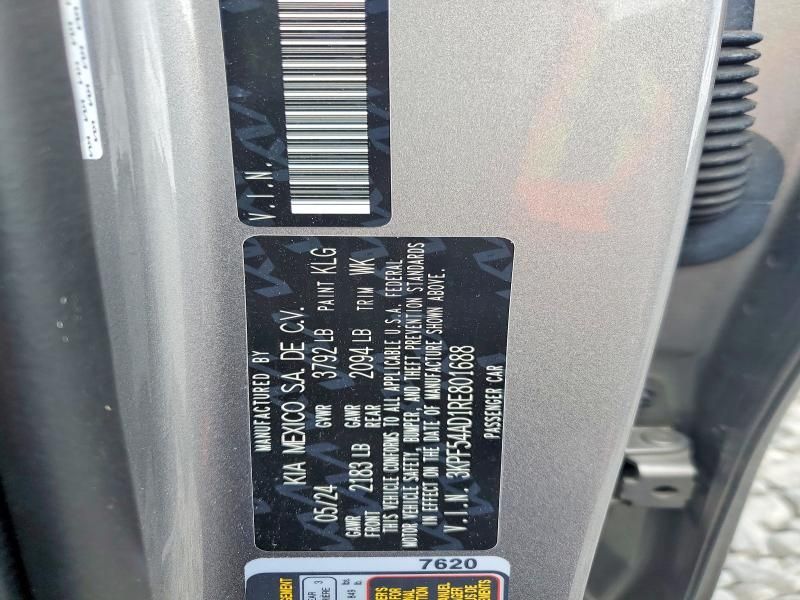 V.I.N.
MANUFACTURED BY
KIA MEXICO S.A. DE C.V.
05/24 GVWR 3792 LB PAINT KLG
GAWR FRONT 2183 LB GAWR REAR 2094 LB TRIM WK
THIS VEHICLE CONFORMS TO ALL APPLICABLE U.S.A. FEDERAL
MOTOR VEHICLE SAFETY, BUMPER, AND THEFT PREVENTION STANDARDS
IN EFFECT ON THE DATE OF MANUFACTURE SHOWN ABOVE.
V.I.N. 3KPF54AD1RE801688
PASSENGER CAR
7620